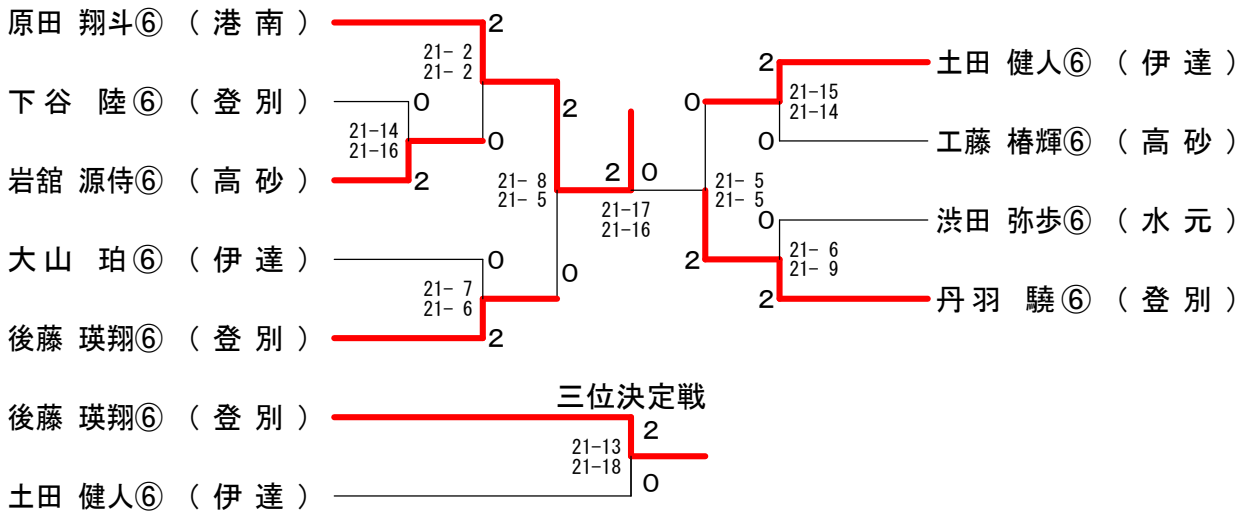 原田 翔斗⑥ （ 港 南 ）
2
21- 2
21- 2
下谷 陸⑥ （ 登 別 ）
0
21-14
21-16
0
岩舘 源侍⑥ （ 高 砂 ）
2
2
21- 8
21- 5
大山 珀⑥ （ 伊 達 ）
0
21- 7
21- 6
0
後藤 瑛翔⑥ （ 登 別 ）
2
2 0
21-17
21-16
土田 健人⑥ （ 伊 達 ）
2
21-15
21-14
0
工藤 椿輝⑥ （ 高 砂 ）
0
21- 5
21- 5
渋田 弥歩⑥ （ 水 元 ）
0
21- 6
21- 9
2
丹羽 驍⑥ （ 登 別 ）
2
三位決定戦
後藤 瑛翔⑥ （ 登 別 ）
2
21-13
21-18
土田 健人⑥ （ 伊 達 ）
0